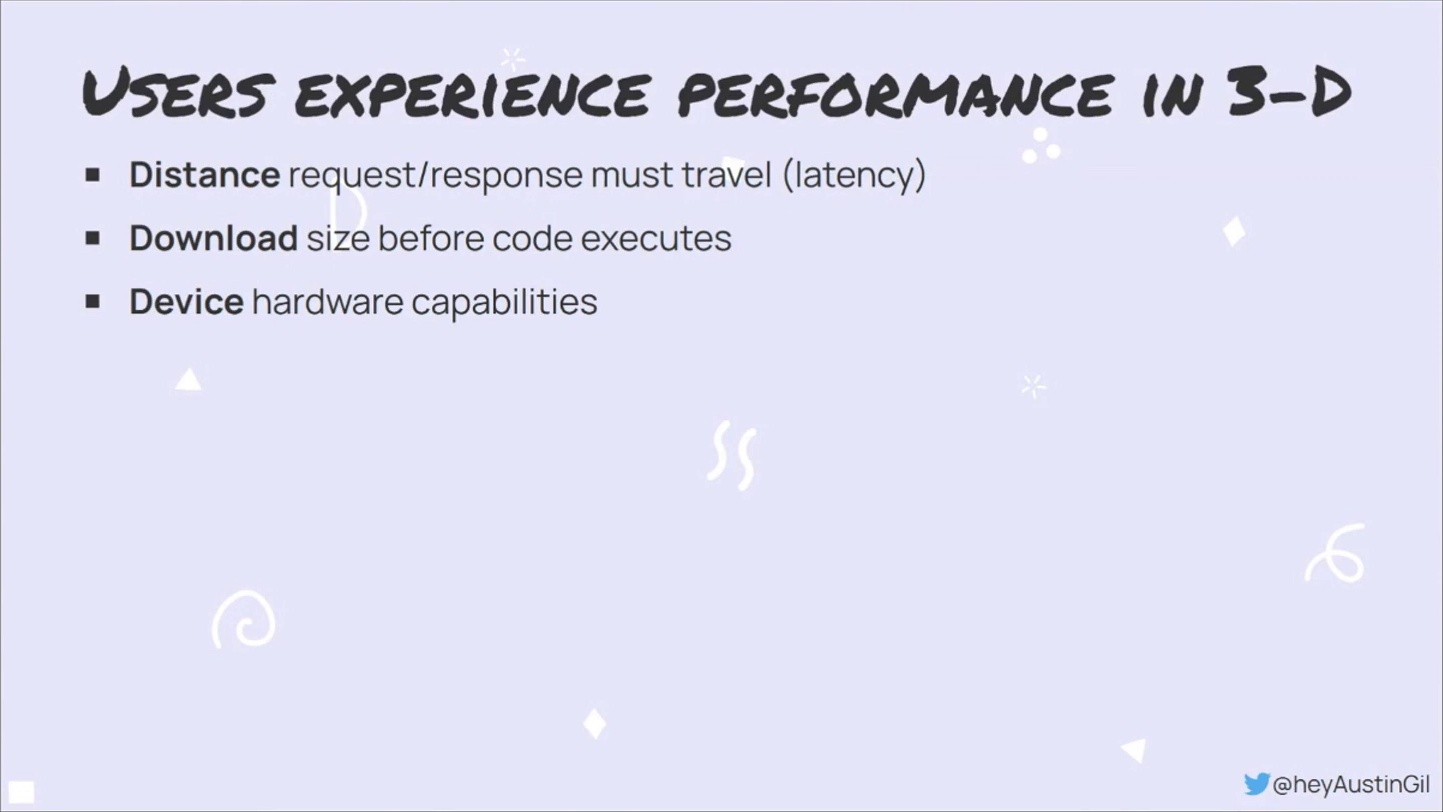 Users experience performance in 3-D
▪ Distance request/response must travel (latency)
▪ Download size before code executes
▪ Device hardware capabilities
@heyAustinGil